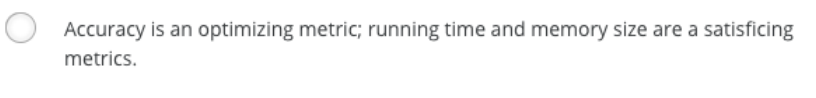 Accuracy is an optimizing metric; running time and memory size are a satisficing
metrics.